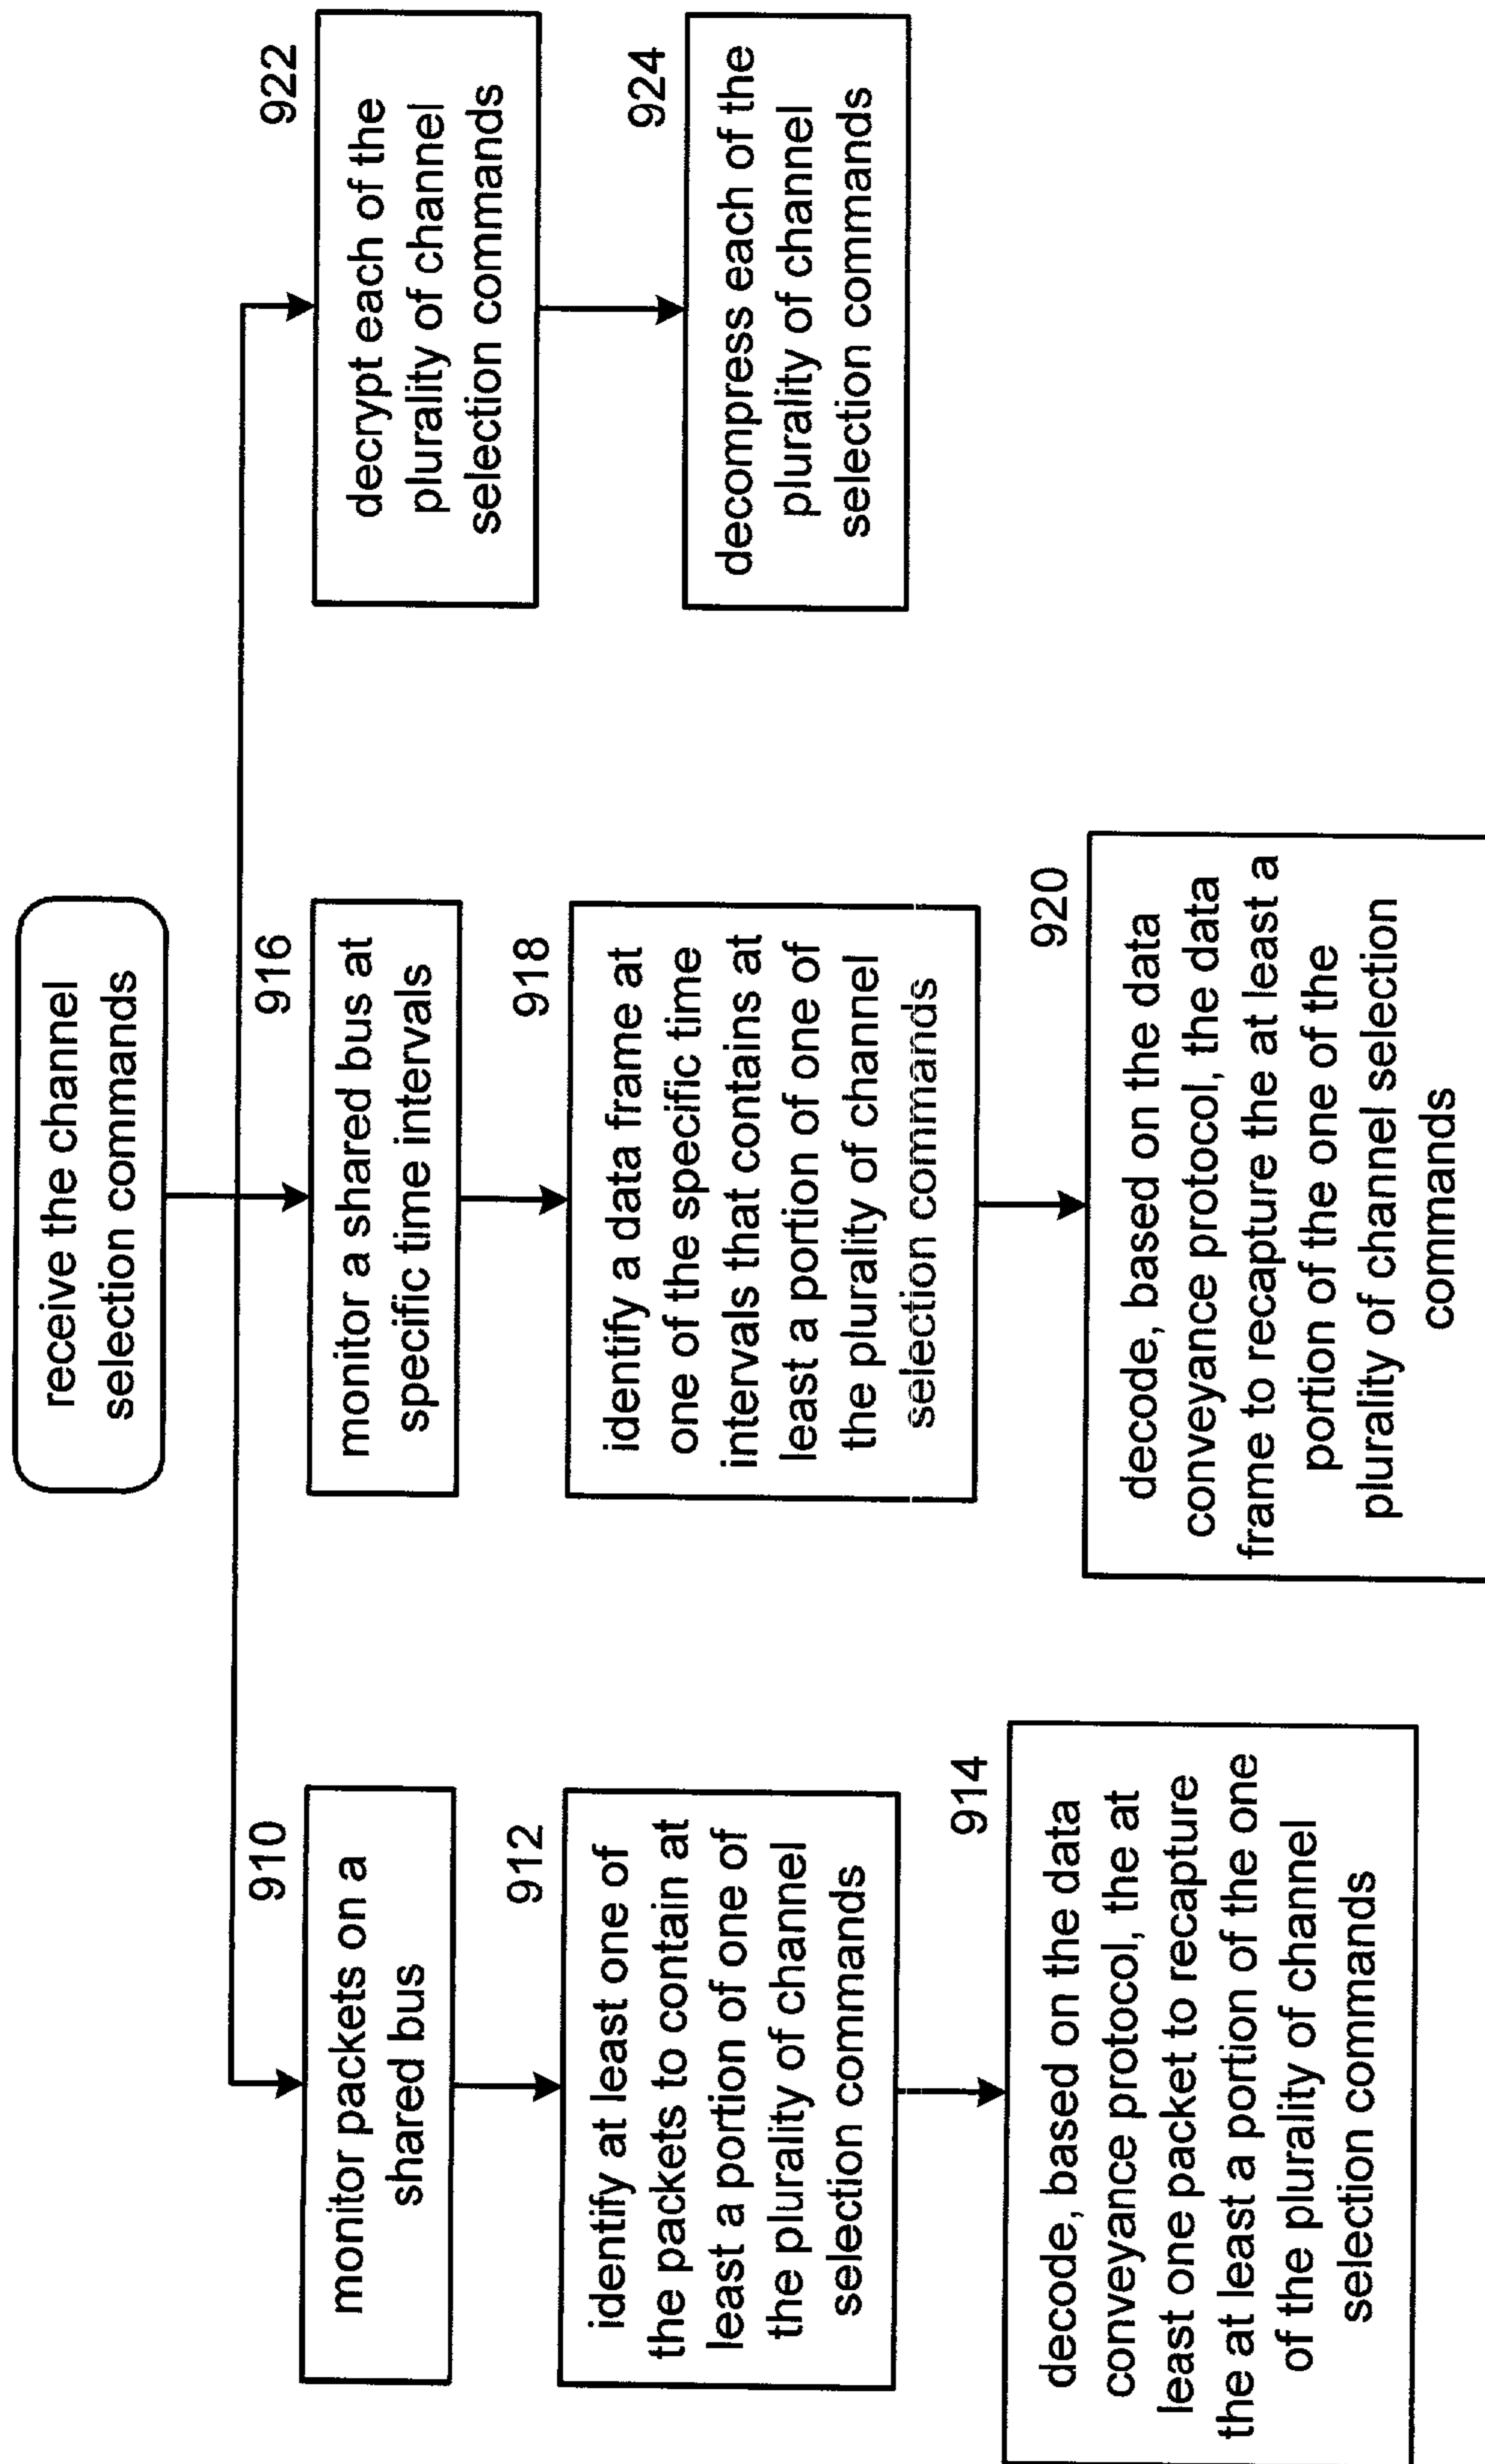 receive the channel
selection commands
910
monitor packets on a
shared bus
912
identify at least one of
the packets to contain at
least a portion of one of
the plurality of channel
selection commands
914
decode, based on the data
conveyance protocol, the at
least one packet to recapture
the at least a portion of the one
of the plurality of channel
selection commands
916
monitor a shared bus at
specific time intervals
918
identify a data frame at
one of the specific time
intervals that contains at
least a portion of one of
the plurality of channel
selection commands
920
decode, based on the data
conveyance protocol, the data
frame to recapture the at least a
portion of the one of the
plurality of channel selection
commands
922
decrypt each of the
plurality of channel
selection commands
924
decompress each of the
plurality of channel
selection commands